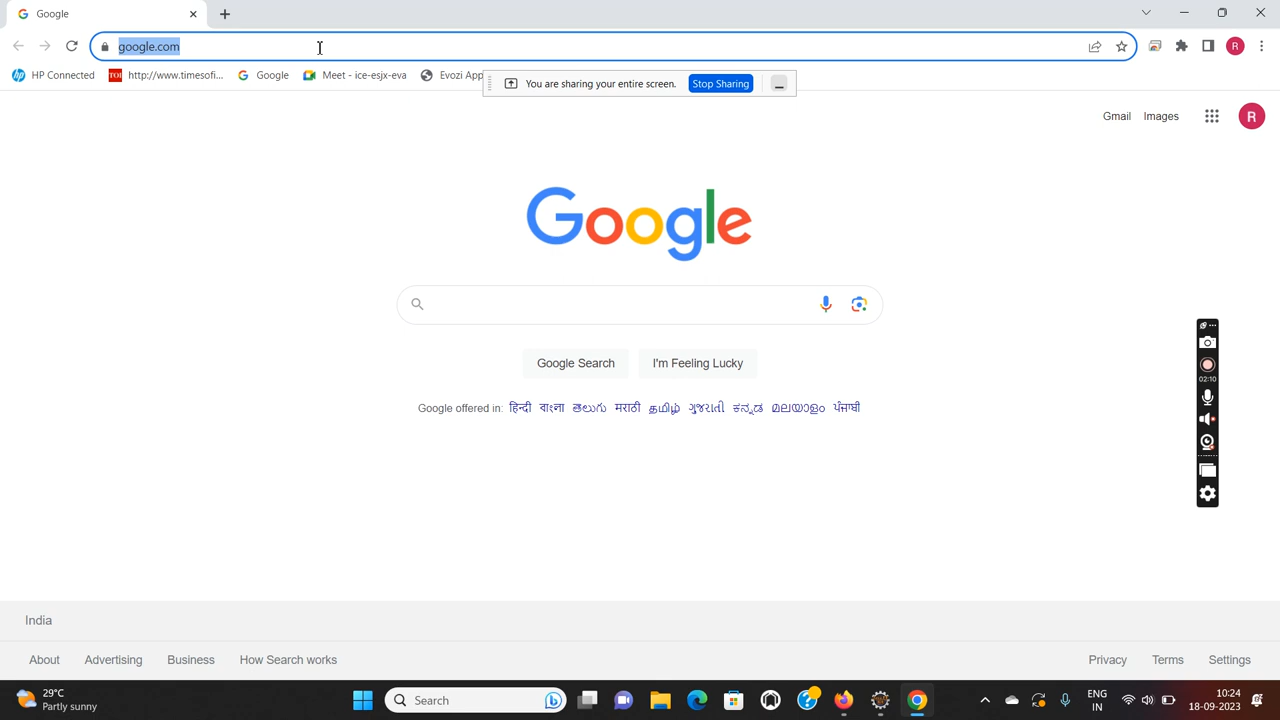 Google
google.com
HP Connected http://www.timesofi... Google Meet - ice-esjx-eva Evozi App
You are sharing your entire screen. Stop Sharing
R
Gmail Images R
Google
Google Search I'm Feeling Lucky
Google offered in: हिन्दी বাংলা తెలుగు मराठी தமிழ் ગુજરાતી ಕನ್ನಡ മലയാളം ਪੰਜਾਬੀ
02:10
India
About Advertising Business How Search works Privacy Terms Settings
29°C
Partly sunny
Search
ENG
IN
10:24
18-09-2023